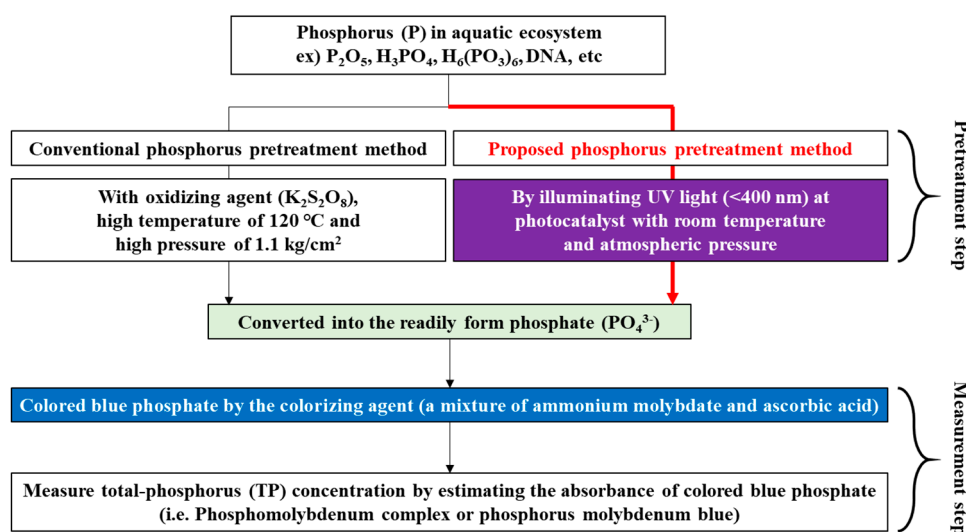 Phosphorus (P) in aquatic ecosystem
ex) P₂O₅, H₃PO₄, H₆(PO₃)₆, DNA, etc
Conventional phosphorus pretreatment method
Proposed phosphorus pretreatment method
With oxidizing agent (K₂S₂O₈),
high temperature of 120 ℃ and
high pressure of 1.1 kg/cm²
By illuminating UV light (<400 nm) at
photocatalyst with room temperature
and atmospheric pressure
Pretreatment step
Converted into the readily form phosphate (PO₄³⁻)
Colored blue phosphate by the colorizing agent (a mixture of ammonium molybdate and ascorbic acid)
Measure total-phosphorus (TP) concentration by estimating the absorbance of colored blue phosphate
(i.e. Phosphomolybdenum complex or phosphorus molybdenum blue)
Measurement step